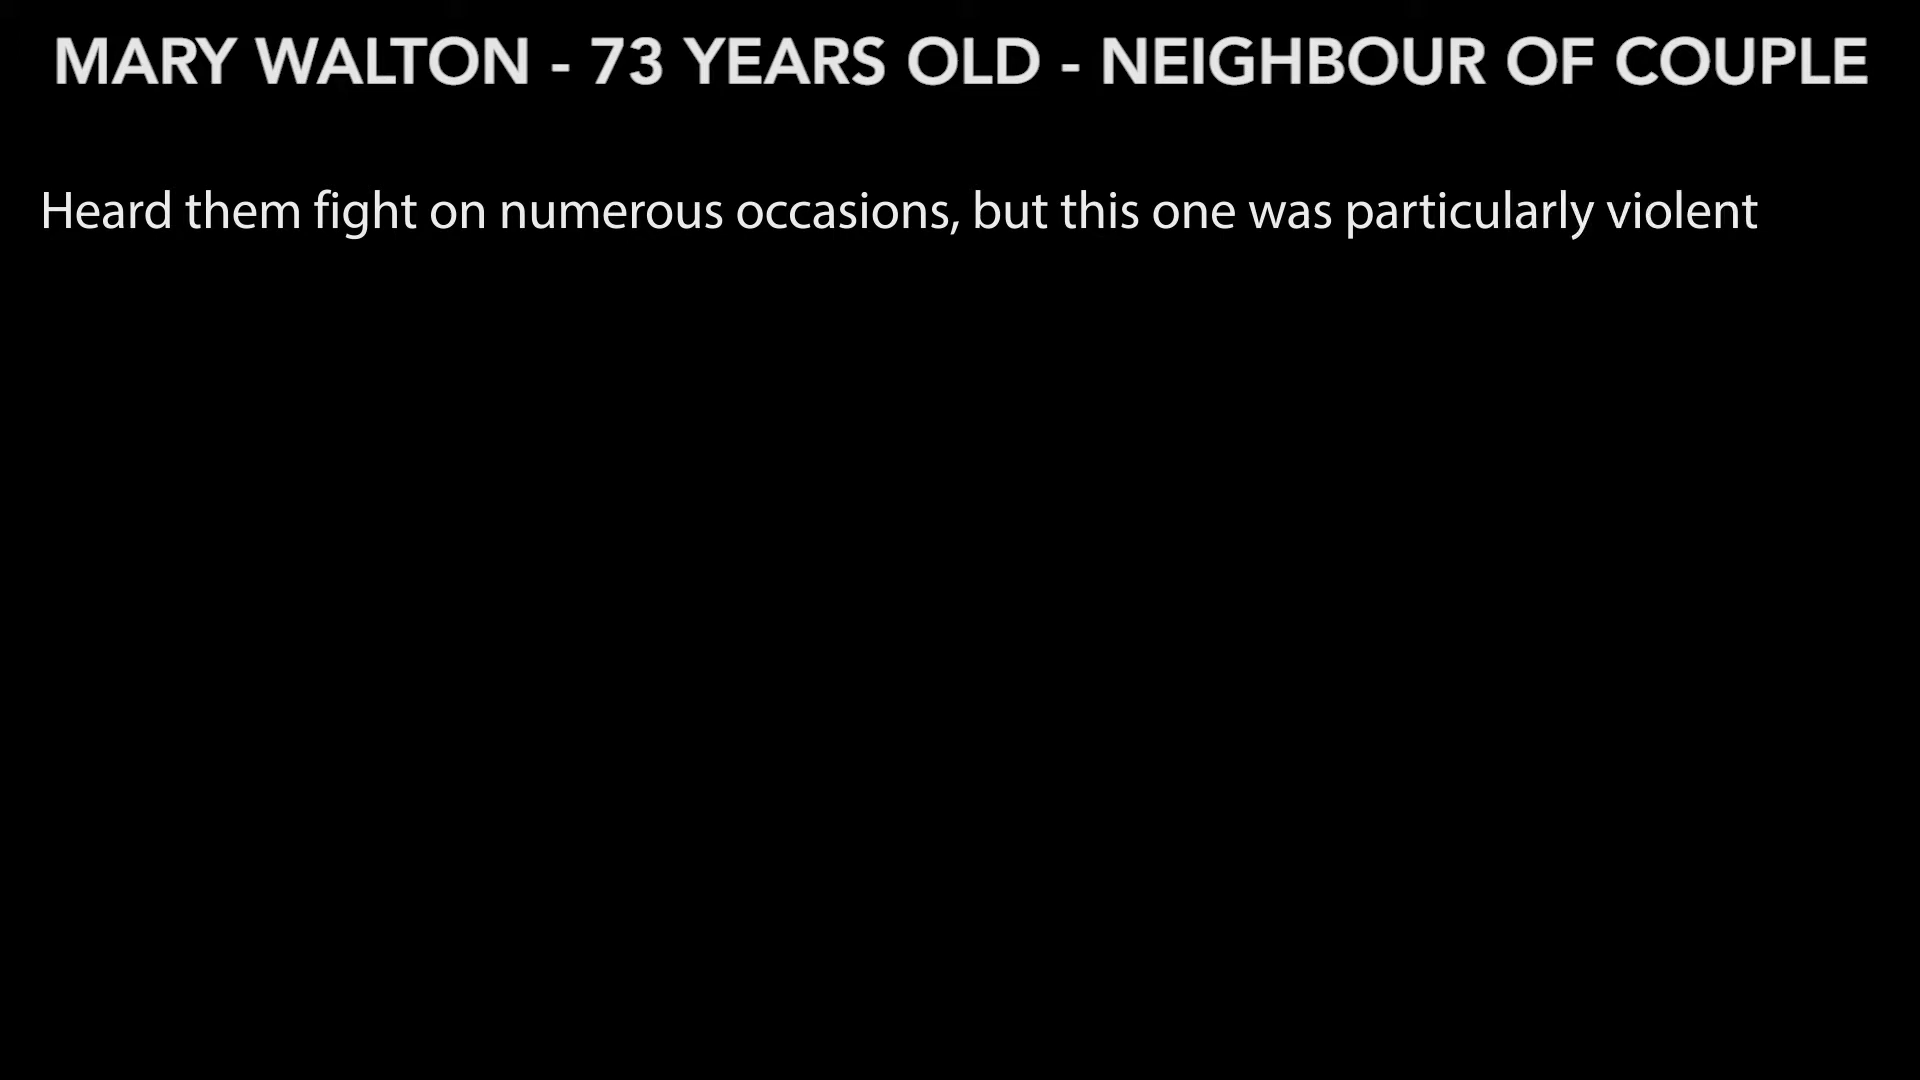 MARY WALTON - 73 YEARS OLD - NEIGHBOUR OF COUPLE
Heard them fight on numerous occasions, but this one was particularly violent